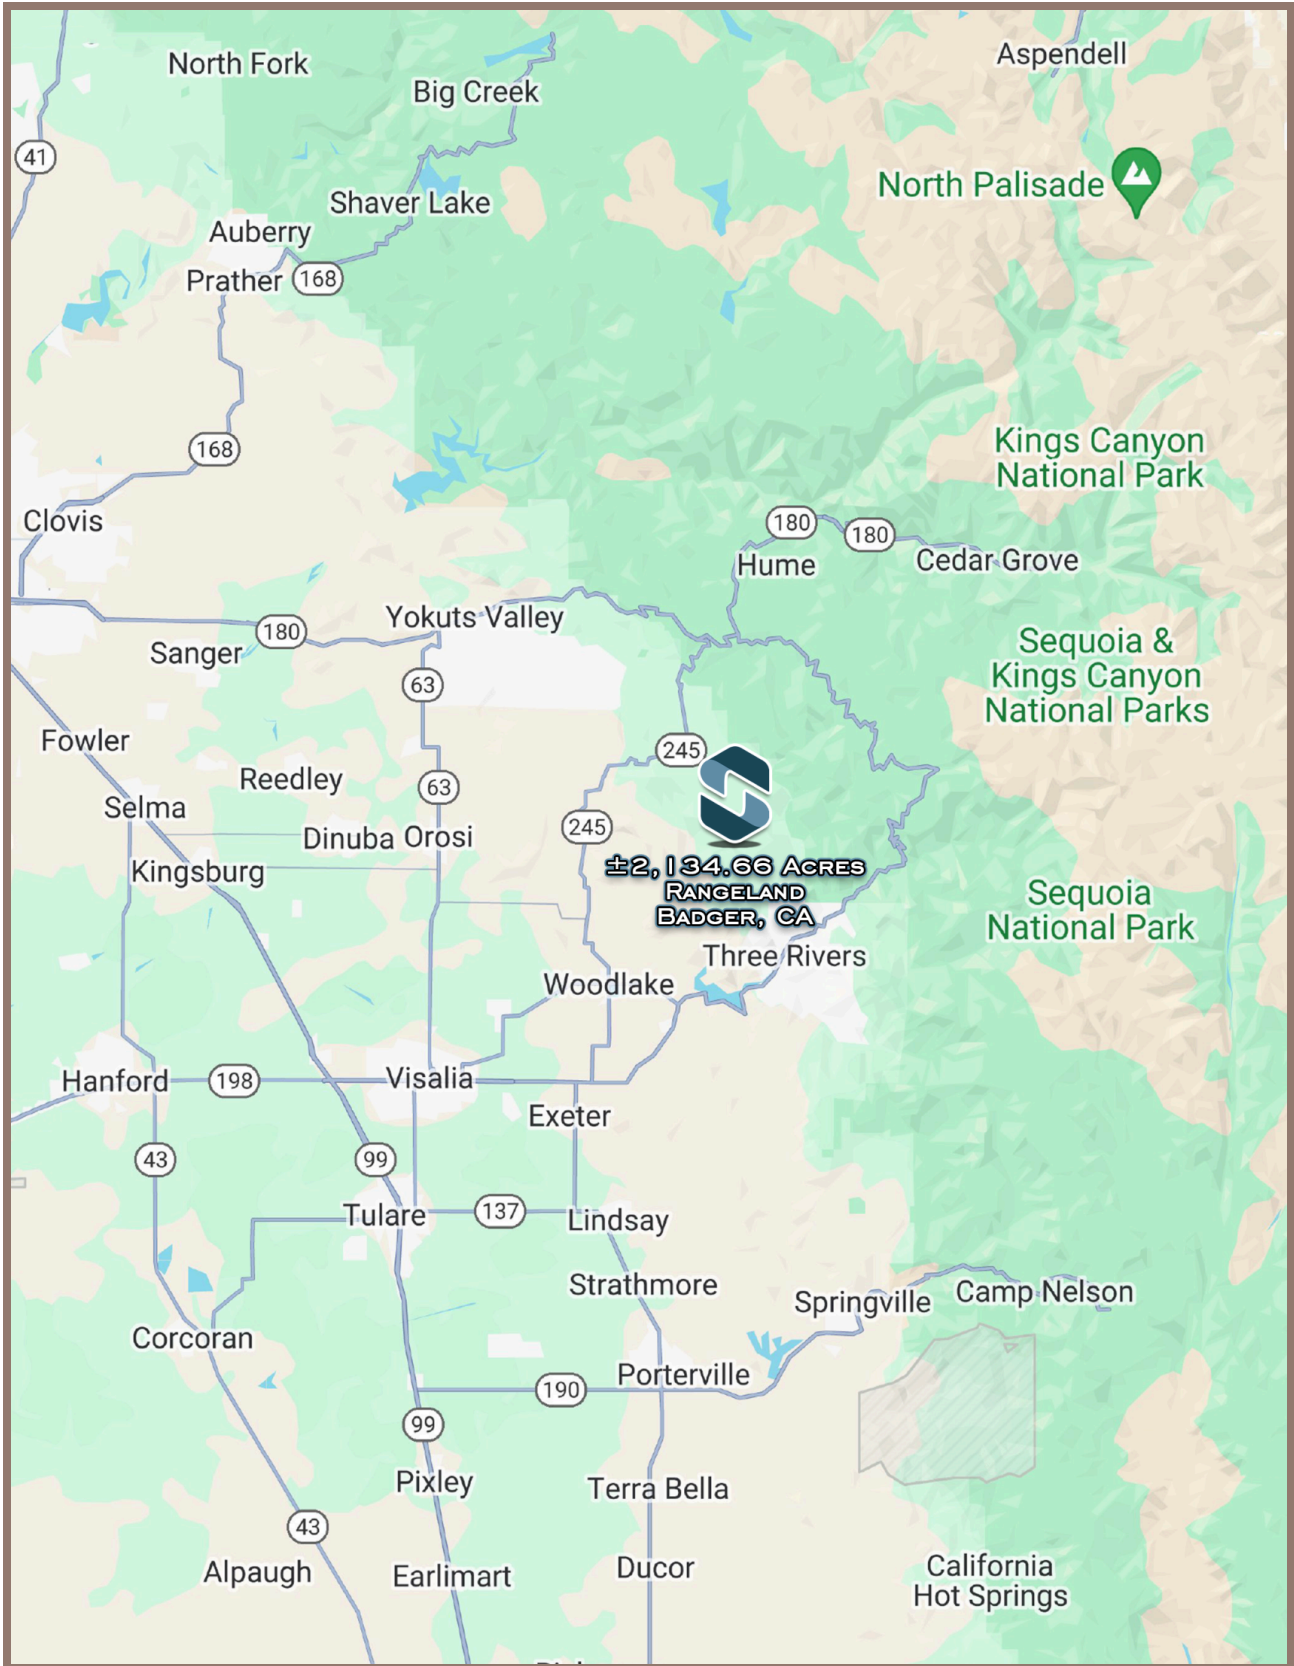 North Fork
Aspendell
Big Creek
41
North Palisade
Shaver Lake
Auberry
Prather
168
168
Kings Canyon
National Park
Clovis
180
180
Hume
Cedar Grove
Yokuts Valley
180
Sanger
Sequoia &
Kings Canyon
National Parks
63
Fowler
245
Reedley
63
Selma
245
Dinuba
Orosi
Kingsburg
±2,134.66 Acres
Rangeland
Badger, CA
Sequoia
National Park
Three Rivers
Woodlake
Hanford
198
Visalia
Exeter
43
99
Tulare
137
Lindsay
Strathmore
Springville
Camp Nelson
Corcoran
Porterville
190
99
Pixley
Terra Bella
43
Alpaugh
Earlimart
Ducor
California
Hot Springs